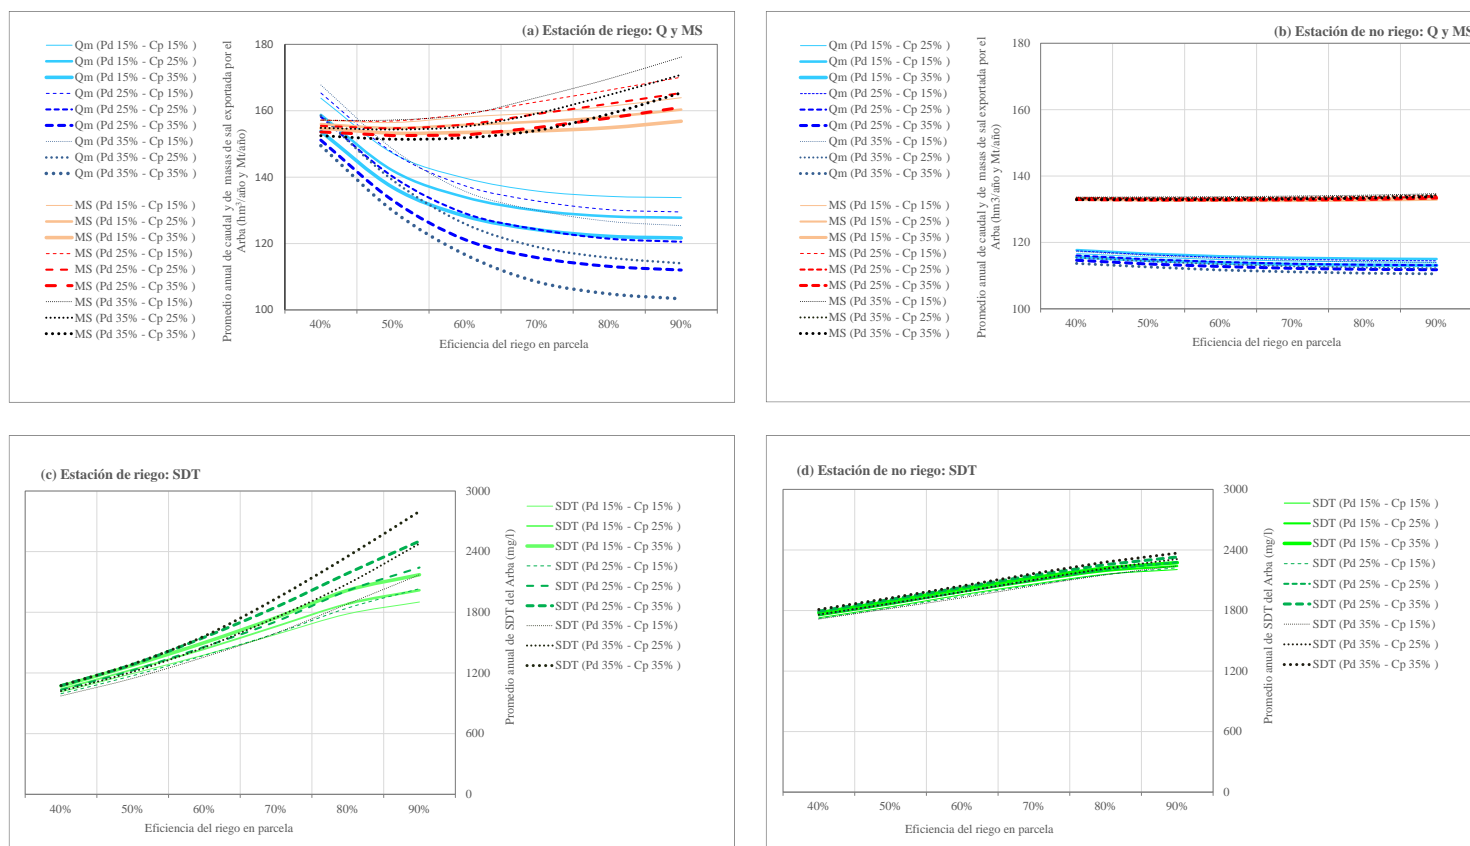 (a) Estación de riego: Q y MS
Qm (Pd 15% - Cp 15% )
Qm (Pd 15% - Cp 25% )
Qm (Pd 15% - Cp 35% )
Qm (Pd 25% - Cp 15%)
Qm (Pd 25% - Cp 25% )
Qm (Pd 25% - Cp 35% )
Qm (Pd 35% - Cp 15% )
Qm (Pd 35% - Cp 25% )
Qm (Pd 35% - Cp 35% )
MS (Pd 15% - Cp 15% )
MS (Pd 15% - Cp 25% )
MS (Pd 15% - Cp 35% )
MS (Pd 25% - Cp 15%)
MS (Pd 25% - Cp 25% )
MS (Pd 25% - Cp 35% )
MS (Pd 35% - Cp 15% )
MS (Pd 35% - Cp 25% )
MS (Pd 35% - Cp 35% )
Promedio anual de caudal y de masas de sal exportada por el
Arba (hm³/año y Mt/año)
180
160
140
120
100
40% 50% 60% 70% 80% 90%
Eficiencia del riego en parcela
(b) Estación de no riego: Q y MS
Qm (Pd 15% - Cp 25% )
Qm (Pd 15% - Cp 15% )
Qm (Pd 15% - Cp 35% )
Qm (Pd 25% - Cp 15%)
Qm (Pd 25% - Cp 25% )
Qm (Pd 25% - Cp 35% )
Qm (Pd 35% - Cp 15% )
Qm (Pd 35% - Cp 25% )
Qm (Pd 35% - Cp 35% )
MS (Pd 15% - Cp 15% )
MS (Pd 15% - Cp 25% )
MS (Pd 15% - Cp 35% )
MS (Pd 25% - Cp 15%)
MS (Pd 25% - Cp 25% )
MS (Pd 25% - Cp 35% )
MS (Pd 35% - Cp 15% )
MS (Pd 35% - Cp 25% )
MS (Pd 35% - Cp 35% )
Promedio anual de caudal y de masas de sal exportada por el
Arba (hm3/año y Mt/año)
180
160
140
120
100
40% 50% 60% 70% 80% 90%
Eficiencia del riego en parcela
(c) Estación de riego: SDT
3000
2400
1800
1200
600
0
Promedio anual de SDT del Arba (mg/l)
SDT (Pd 15% - Cp 15% )
SDT (Pd 15% - Cp 25% )
SDT (Pd 15% - Cp 35% )
SDT (Pd 25% - Cp 15%)
SDT (Pd 25% - Cp 25% )
SDT (Pd 25% - Cp 35% )
SDT (Pd 35% - Cp 15% )
SDT (Pd 35% - Cp 25% )
SDT (Pd 35% - Cp 35% )
40% 50% 60% 70% 80% 90%
Eficiencia del riego en parcela
(d) Estación de no riego: SDT
3000
2400
1800
1200
600
0
Promedio anual de SDT del Arba (mg/l)
SDT (Pd 15% - Cp 15% )
SDT (Pd 15% - Cp 25% )
SDT (Pd 15% - Cp 35% )
SDT (Pd 25% - Cp 15%)
SDT (Pd 25% - Cp 25% )
SDT (Pd 25% - Cp 35% )
SDT (Pd 35% - Cp 15% )
SDT (Pd 35% - Cp 25% )
SDT (Pd 35% - Cp 35% )
40% 50% 60% 70% 80% 90%
Eficiencia del riego en parcela